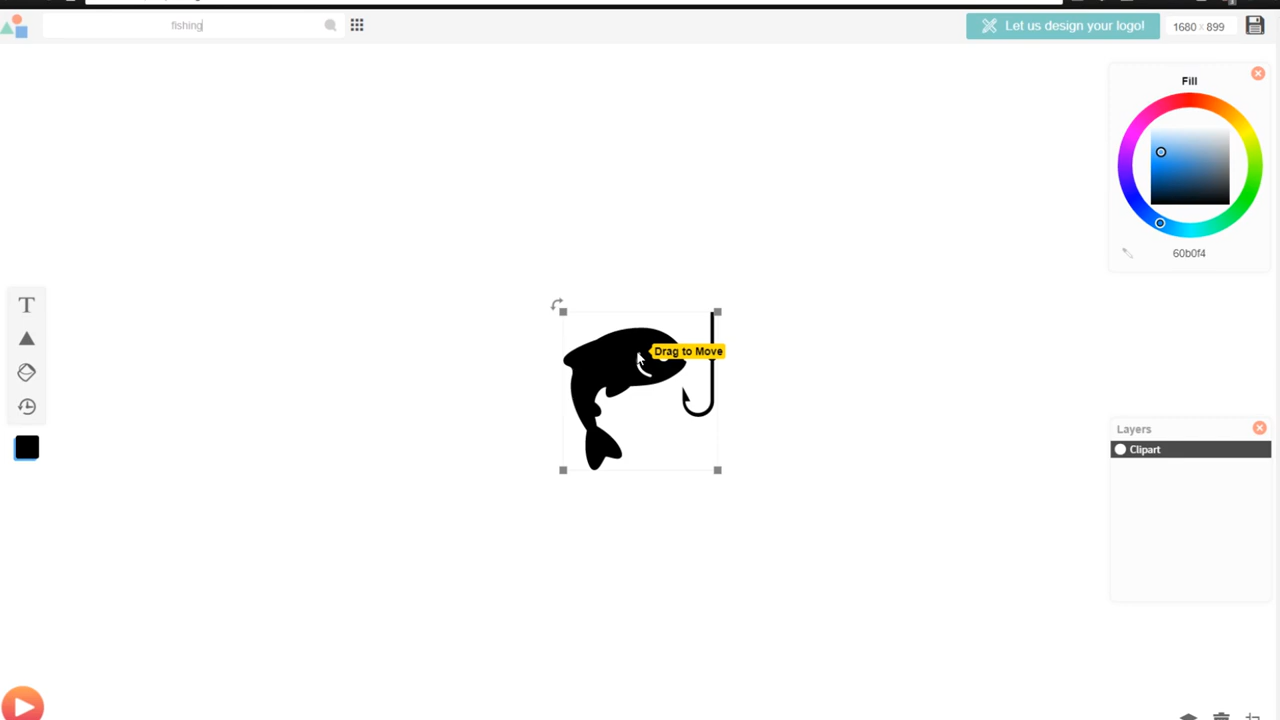 fishing
Let us design your logo!
1680 x 899
Fill
60b0f4
T
Drag to Move
Layers
Clipart